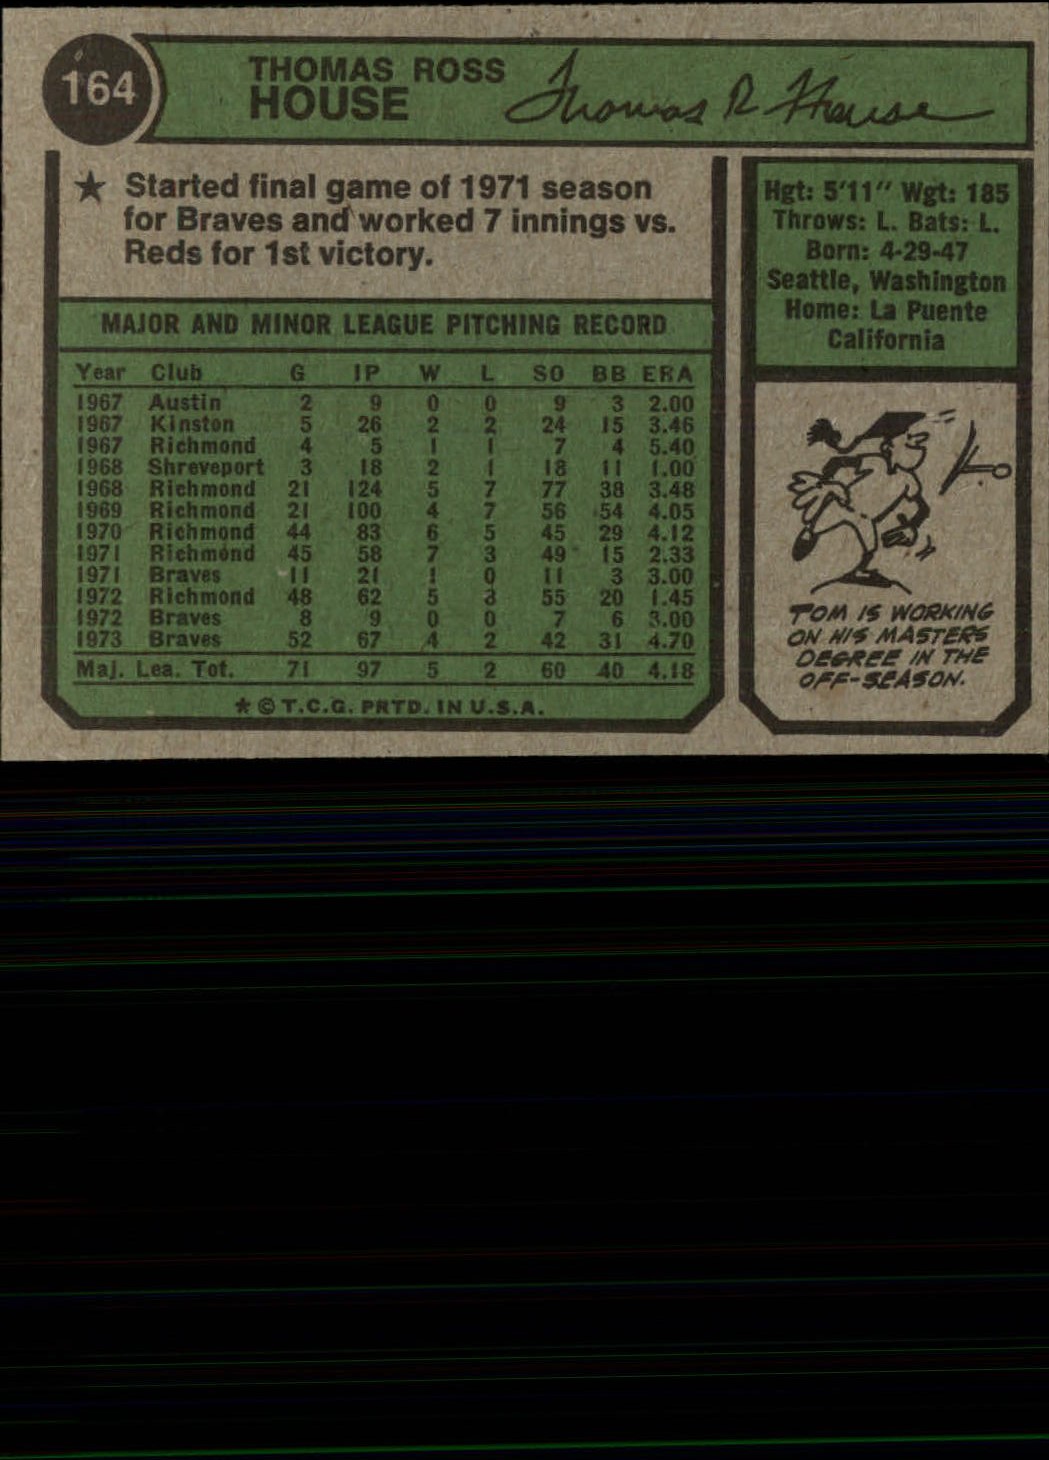 164
THOMAS ROSS
HOUSE
Thomas R House
★ Started final game of 1971 season
for Braves and worked 7 innings vs.
Reds for 1st victory.
Hgt: 5'11" Wgt: 185
Throws: L. Bats: L.
Born: 4-29-47
Seattle, Washington
Home: La Puente
California
MAJOR AND MINOR LEAGUE PITCHING RECORD
Year Club G IP W L SO BB ERA
1967 Austin 2 9 0 0 9 3 2.00
1967 Kinston 5 26 2 2 24 15 3.46
1967 Richmond 4 5 1 1 7 4 5.40
1968 Shreveport 3 18 2 1 18 11 1.00
1968 Richmond 21 124 5 7 77 38 3.48
1969 Richmond 21 100 4 7 56 54 4.05
1970 Richmond 44 83 6 5 45 29 4.12
1971 Richmond 45 58 7 3 49 15 2.33
1971 Braves 11 21 1 0 11 3 3.00
1972 Richmond 48 62 5 3 55 20 1.45
1972 Braves 8 9 0 0 7 6 3.00
1973 Braves 52 67 4 2 42 31 4.70
Maj. Lea. Tot. 71 97 5 2 60 40 4.18
* © T.C.G. PRTD. IN U.S.A.
TOM IS WORKING
ON HIS MASTERS
DEGREE IN THE
OFF-SEASON.